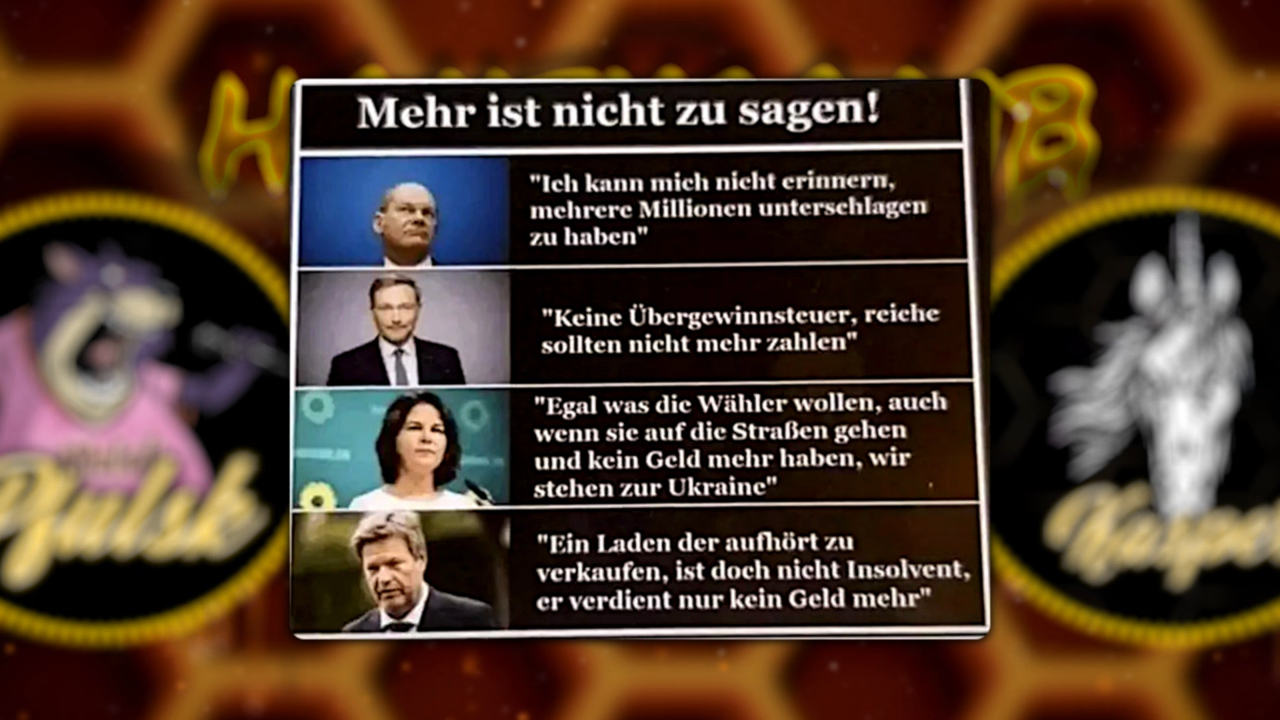 Mehr ist nicht zu sagen!
"Ich kann mich nicht erinnern,
mehrere Millionen unterschlagen
zu haben"
"Keine Übergewinnsteuer, reiche
sollten nicht mehr zahlen"
"Egal was die Wähler wollen, auch
wenn sie auf die Straßen gehen
und kein Geld mehr haben, wir
stehen zur Ukraine"
"Ein Laden der aufhört zu
verkaufen, ist doch nicht Insolvent,
er verdient nur kein Geld mehr"